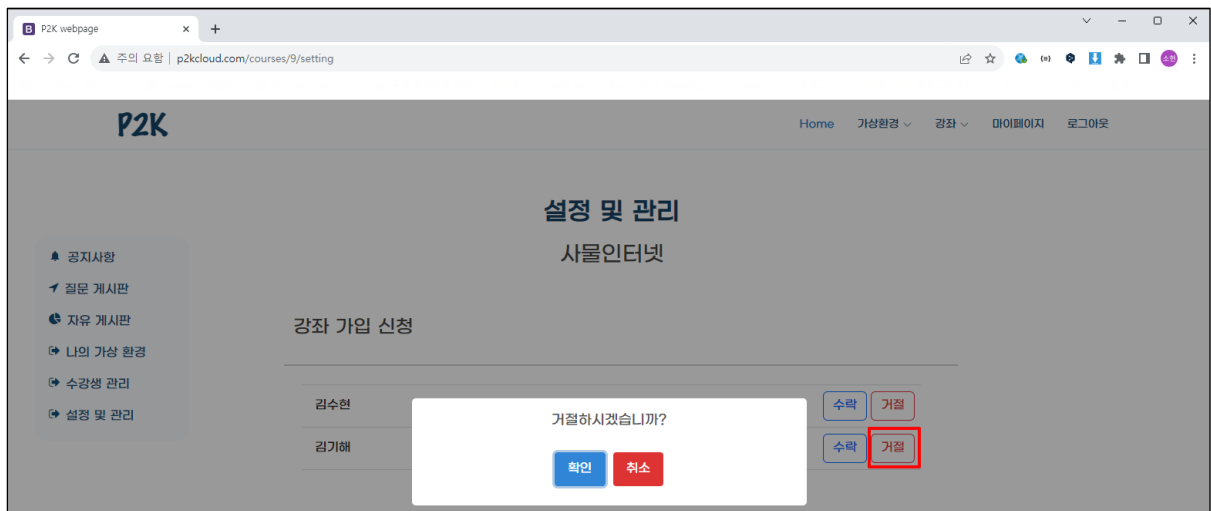 P2K webpage
주의 요함 | p2kcloud.com/courses/9/setting
P2K
Home 가상환경 강좌 마이페이지 로그아웃
설정 및 관리
사물인터넷
공지사항
질문 게시판
자유 게시판
나의 가상 환경
수강생 관리
설정 및 관리
강좌 가입 신청
김수현 수락 거절
거절하시겠습니까?
김기해 수락 거절
확인 취소